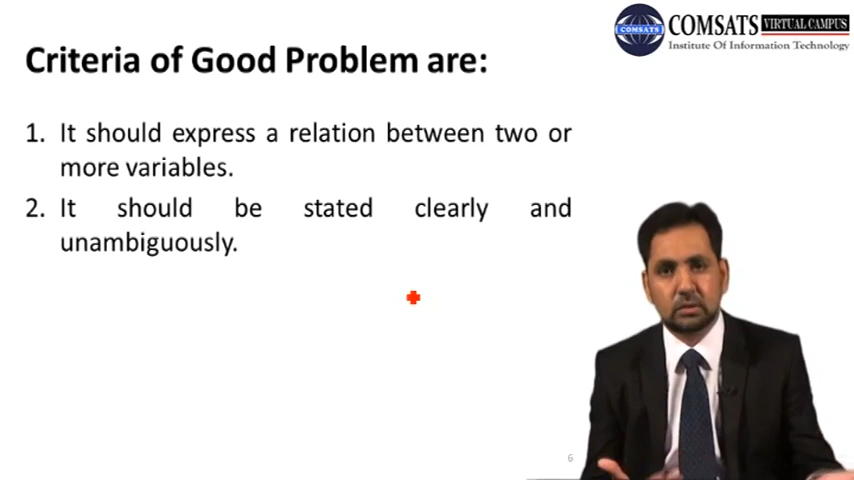 COMSATS VIRTUAL CAMPUS
COMSATS
Institute Of Information Technology
Criteria of Good Problem are:
1. It should express a relation between two or
more variables.
2. It should be stated clearly and
unambiguously.
6